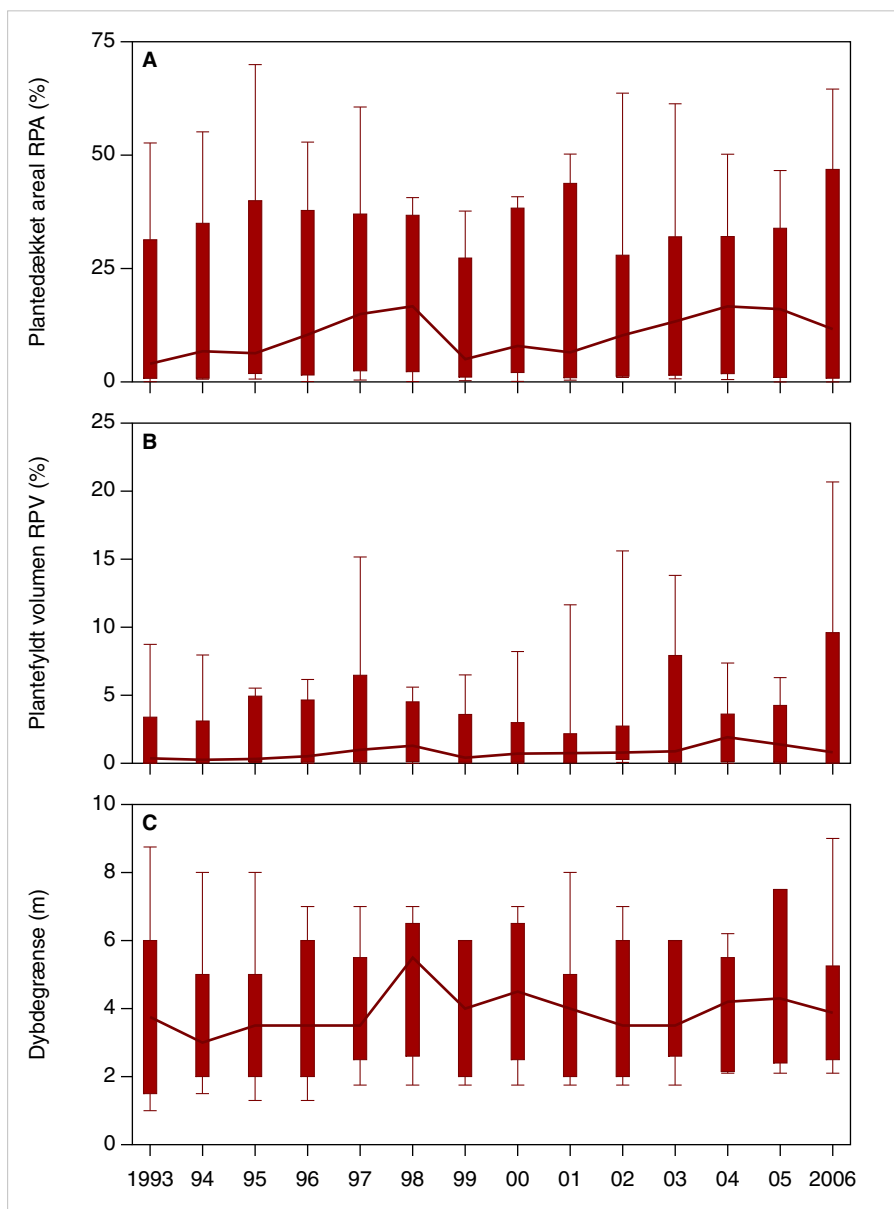 A
Plantedækket areal RPA (%)
75
50
25
0
B
Plantefyldt volumen RPV (%)
25
20
15
10
5
0
C
Dybdegrænse (m)
10
8
6
4
2
0
1993 94 95 96 97 98 99 00 01 02 03 04 05 2006